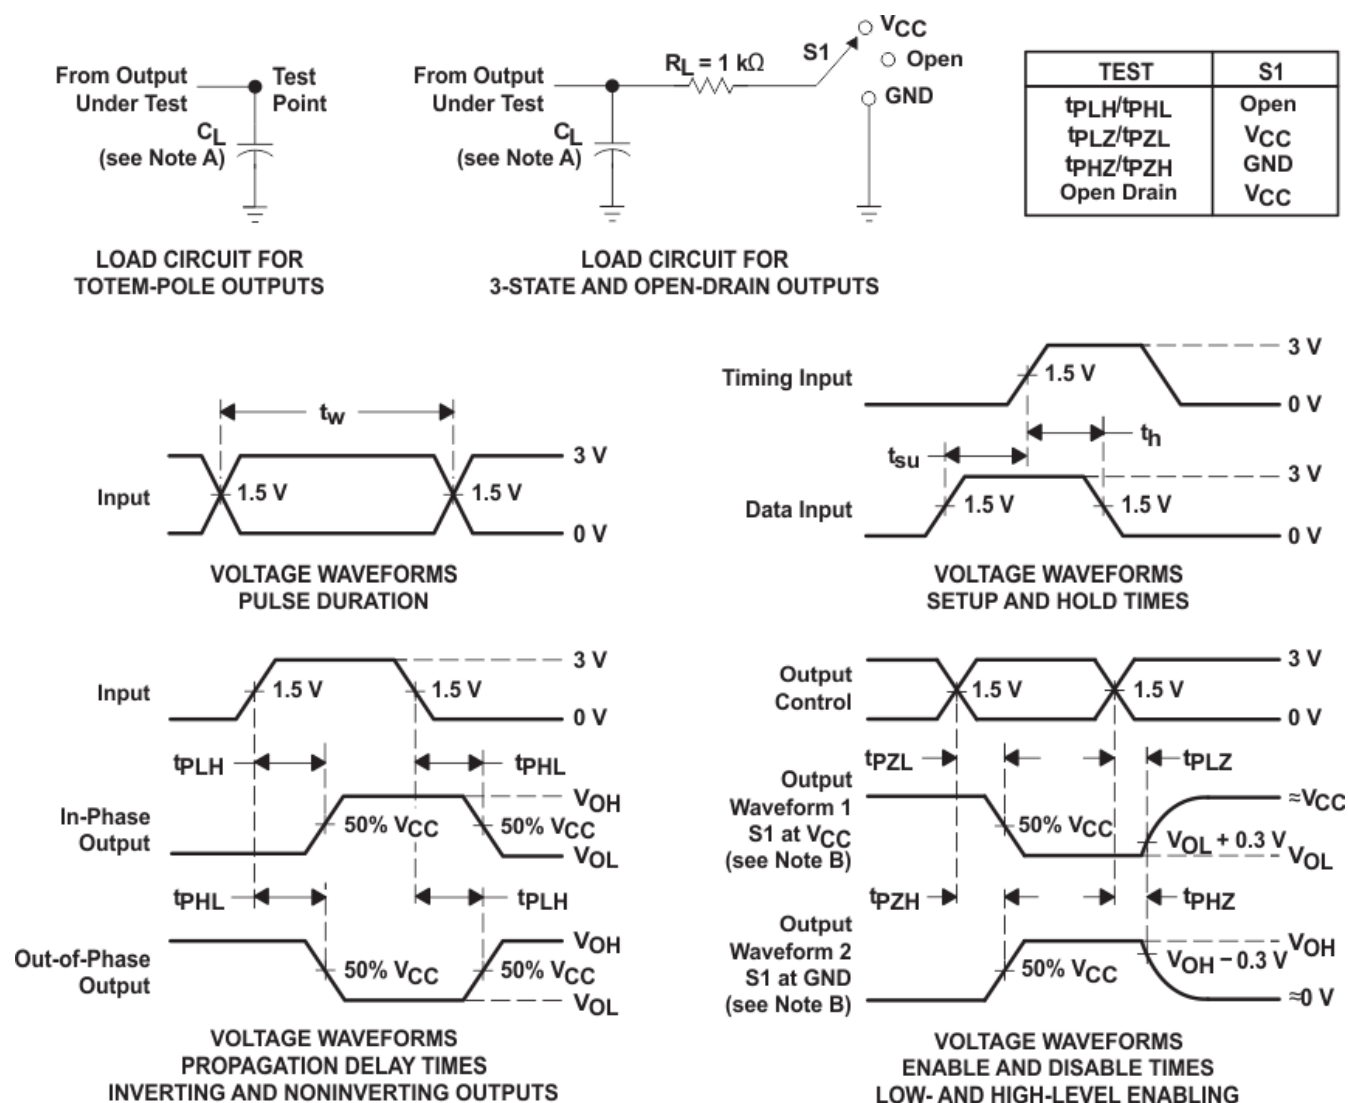 From Output
Under Test
Test
Point
CL
(see Note A)
LOAD CIRCUIT FOR
TOTEM-POLE OUTPUTS
From Output
Under Test
RL = 1 kΩ
S1
VCC
Open
GND
CL
(see Note A)
LOAD CIRCUIT FOR
3-STATE AND OPEN-DRAIN OUTPUTS
TEST S1
tPLH/tPHL Open
tPLZ/tPZL VCC
tPHZ/tPZH GND
Open Drain VCC
tw
Input
1.5 V
1.5 V
3 V
0 V
VOLTAGE WAVEFORMS
PULSE DURATION
Timing Input
1.5 V
3 V
0 V
tsu
th
Data Input
1.5 V
1.5 V
3 V
0 V
VOLTAGE WAVEFORMS
SETUP AND HOLD TIMES
Input
1.5 V
1.5 V
3 V
0 V
tPLH
tPHL
In-Phase
Output
50% VCC
50% VCC
VOH
VOL
tPHL
tPLH
Out-of-Phase
Output
50% VCC
50% VCC
VOH
VOL
VOLTAGE WAVEFORMS
PROPAGATION DELAY TIMES
INVERTING AND NONINVERTING OUTPUTS
Output
Control
1.5 V
1.5 V
3 V
0 V
tPZL
tPLZ
Output
Waveform 1
S1 at VCC
(see Note B)
50% VCC
VOL + 0.3 V
≈VCC
VOL
tPZH
tPHZ
Output
Waveform 2
S1 at GND
(see Note B)
50% VCC
VOH − 0.3 V
VOH
≈0 V
VOLTAGE WAVEFORMS
ENABLE AND DISABLE TIMES
LOW- AND HIGH-LEVEL ENABLING